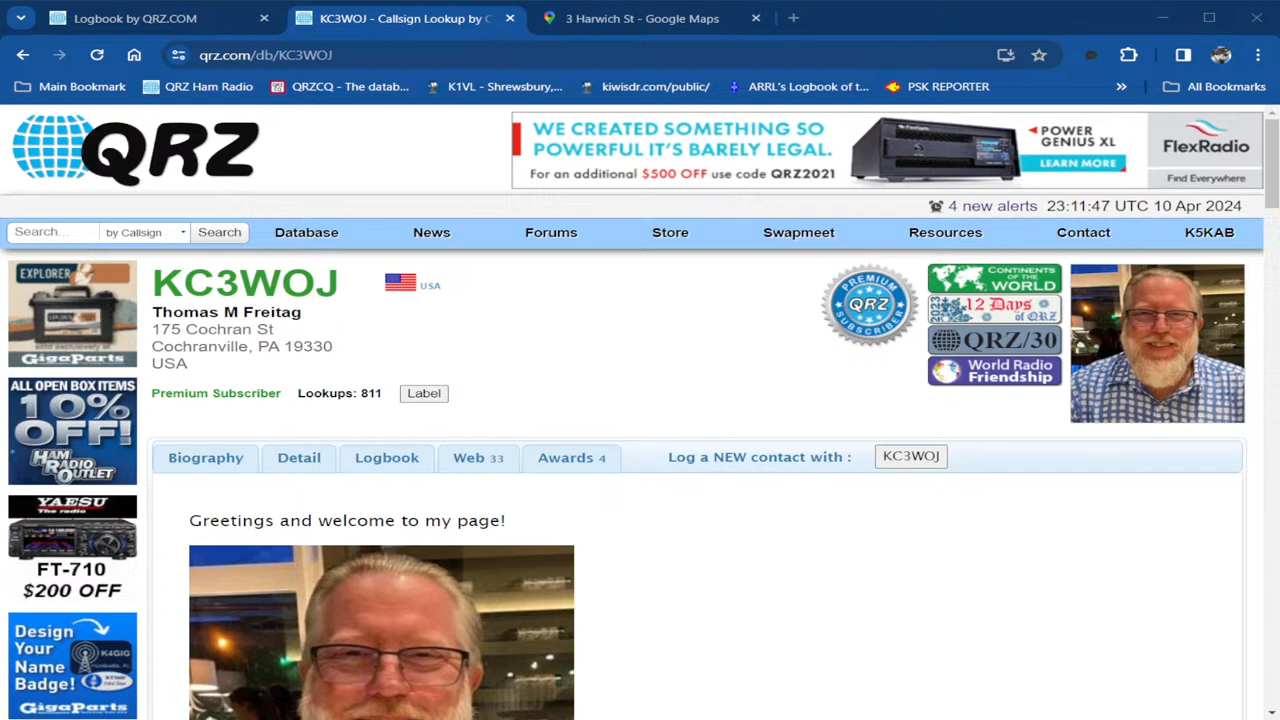 Logbook by QRZ.COM
KC3WOJ - Callsign Lookup by
3 Harwich St - Google Maps
qrz.com/db/KC3WOJ
Main Bookmark
QRZ Ham Radio
QRZCQ - The datab...
K1VL - Shrewsbury,...
kiwisdr.com/public/
ARRL's Logbook of t...
PSK REPORTER
All Bookmarks
QRZ
WE CREATED SOMETHING SO
POWERFUL IT'S BARELY LEGAL.
For an additional $500 OFF use code QRZ2021
POWER
GENIUS XL
LEARN MORE
FlexRadio
Find Everywhere
4 new alerts 23:11:47 UTC 10 Apr 2024
Search... by Callsign Search Database News Forums Store Swapmeet Resources Contact K5KAB
EXPLORER
GigaParts
KC3WOJ USA
Thomas M Freitag
175 Cochran St
Cochranville, PA 19330
USA
Premium Subscriber Lookups: 811 Label
PREMIUM
QRZ
SUBSCRIBER
CONTINENTS
OF THE
WORLD
12 Days
of QRZ
QRZ/30
World Radio
Friendship
ALL OPEN BOX ITEMS
10%
OFF!
HAM
RADIO
OUTLET
Biography Detail Logbook Web 33 Awards 4 Log a NEW contact with : KC3WOJ
YAESU
The radio
FT-710
$200 OFF
Greetings and welcome to my page!
Design
Your
Name
Badge!
K4GIG
GigaParts